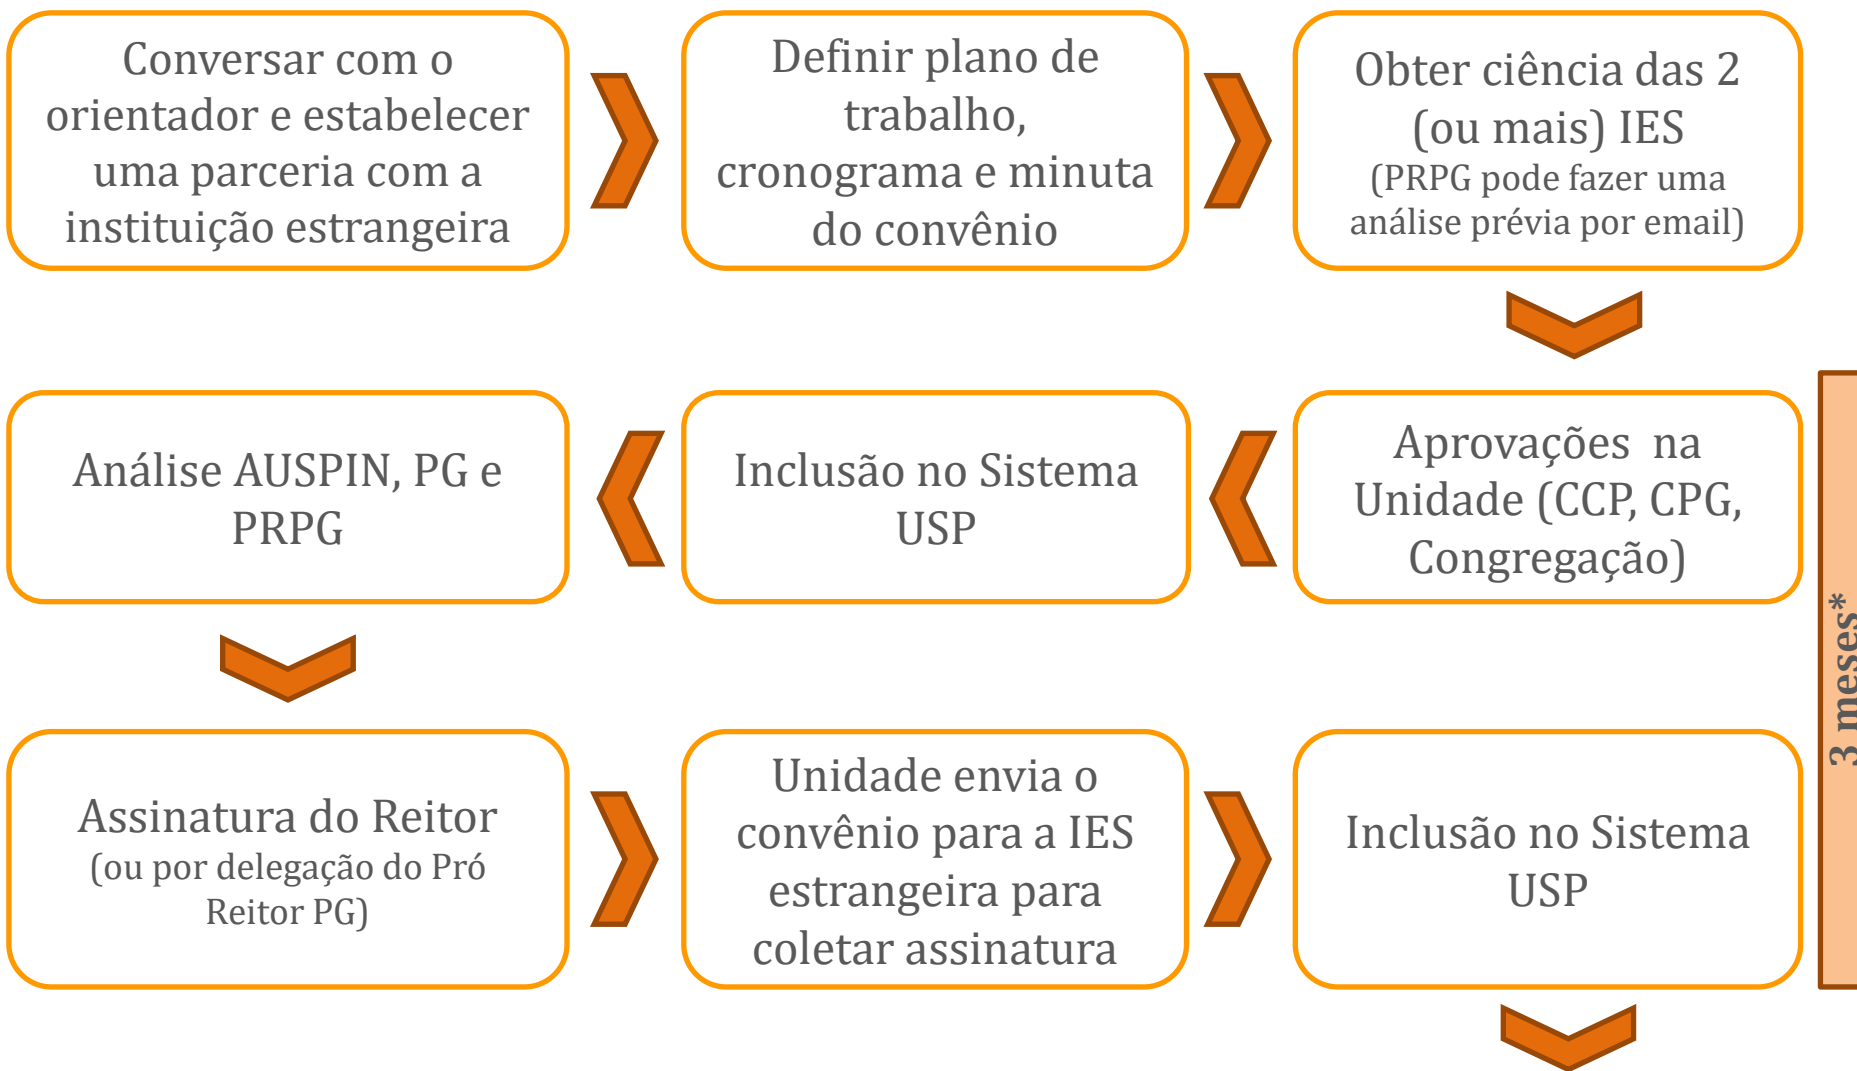 Conversar com o
orientador e estabelecer
uma parceria com a
instituição estrangeira
Definir plano de
trabalho,
cronograma e minuta
do convênio
Obter ciência das 2
(ou mais) IES
(PRPG pode fazer uma
análise prévia por email)
Aprovações na
Unidade (CCP, CPG,
Congregação)
Inclusão no Sistema
USP
Análise AUSPIN, PG e
PRPG
Assinatura do Reitor
(ou por delegação do Pró
Reitor PG)
Unidade envia o
convênio para a IES
estrangeira para
coletar assinatura
Inclusão no Sistema
USP
3 meses*